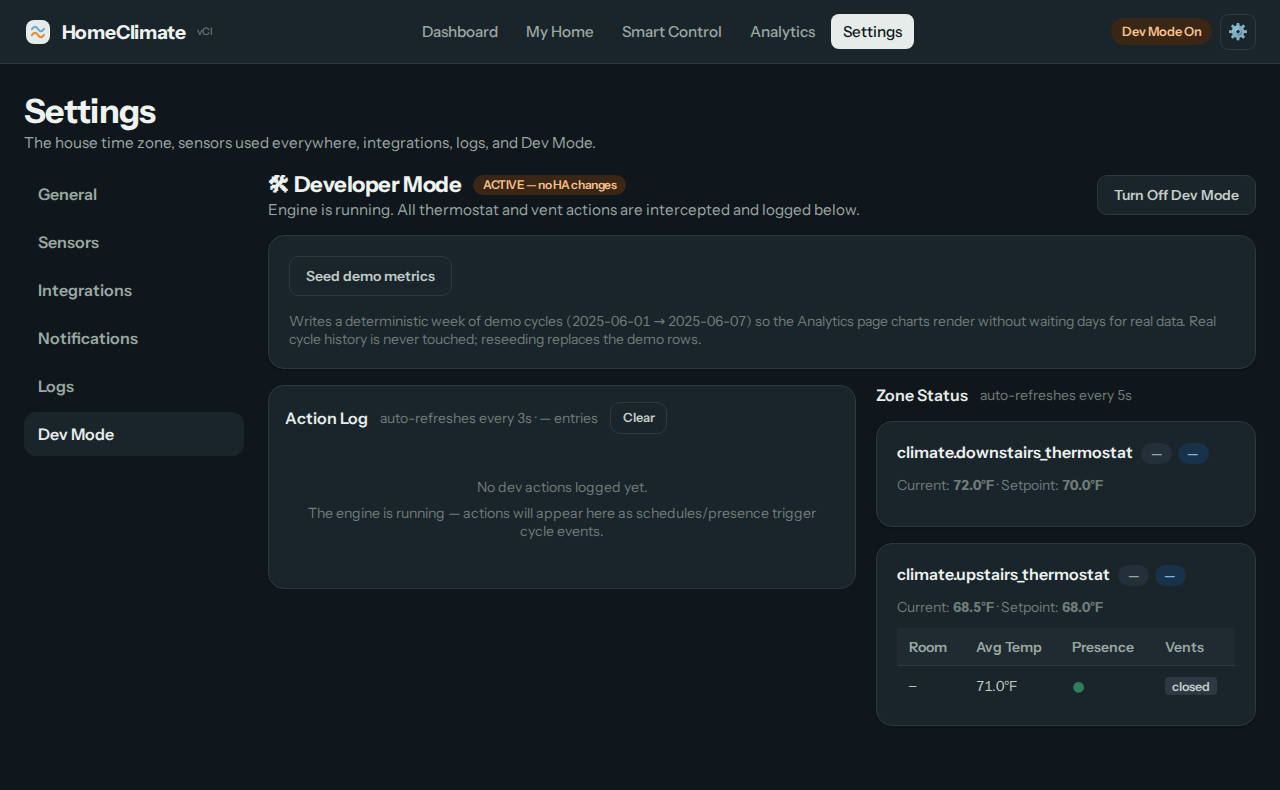 HomeClimate vCI
Dashboard My Home Smart Control Analytics Settings
Dev Mode On
Settings
The house time zone, sensors used everywhere, integrations, logs, and Dev Mode.
General
Sensors
Integrations
Notifications
Logs
Dev Mode
Developer Mode ACTIVE — no HA changes
Engine is running. All thermostat and vent actions are intercepted and logged below.
Turn Off Dev Mode
Seed demo metrics
Writes a deterministic week of demo cycles (2025-06-01 → 2025-06-07) so the Analytics page charts render without waiting days for real data. Real
cycle history is never touched; reseeding replaces the demo rows.
Action Log auto-refreshes every 3s · — entries Clear
No dev actions logged yet.
The engine is running — actions will appear here as schedules/presence trigger
cycle events.
Zone Status auto-refreshes every 5s
climate.downstairs_thermostat — —
Current: 72.0°F · Setpoint: 70.0°F
climate.upstairs_thermostat — —
Current: 68.5°F · Setpoint: 68.0°F
Room Avg Temp Presence Vents
— 71.0°F closed